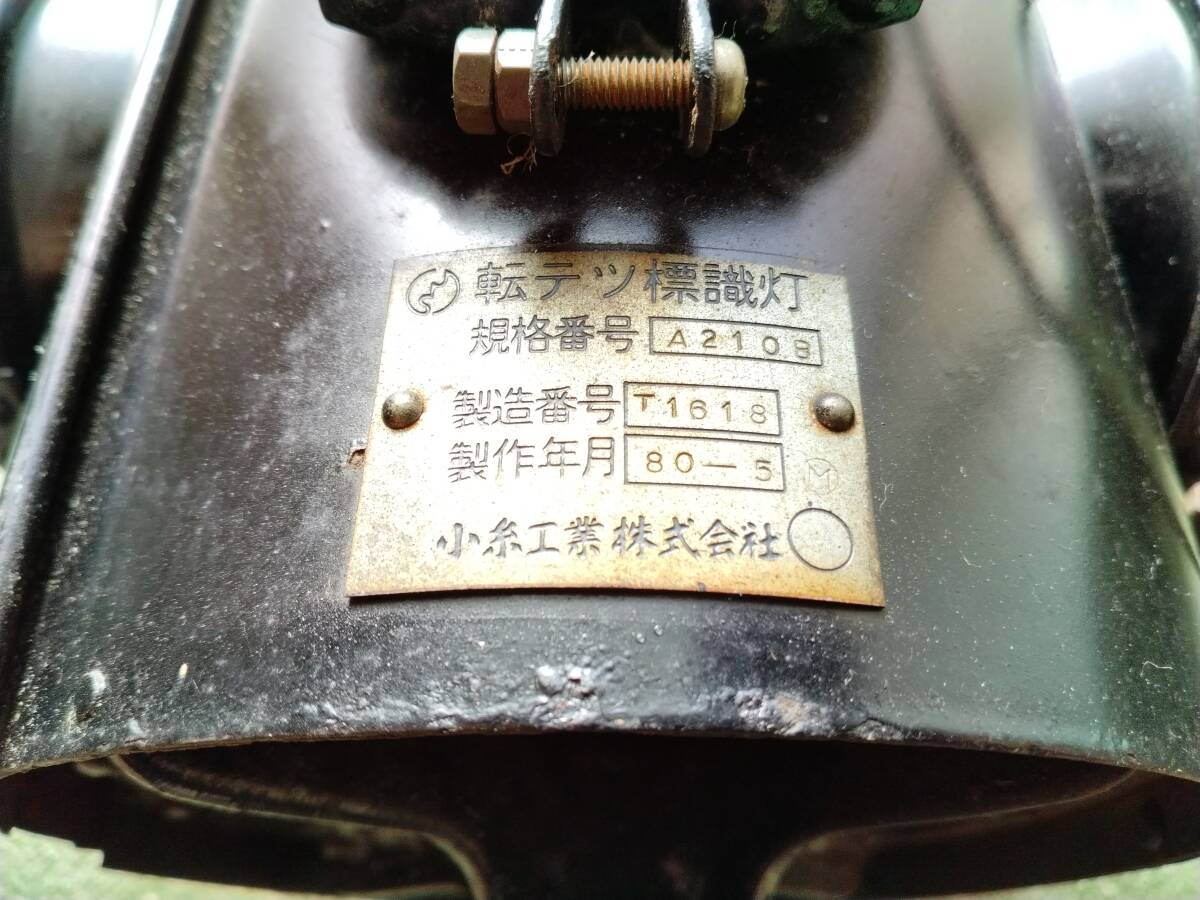 転テツ標識灯
規格番号 A2108
製造番号 T1618
製作年月 80-5 M
小糸工業株式会社